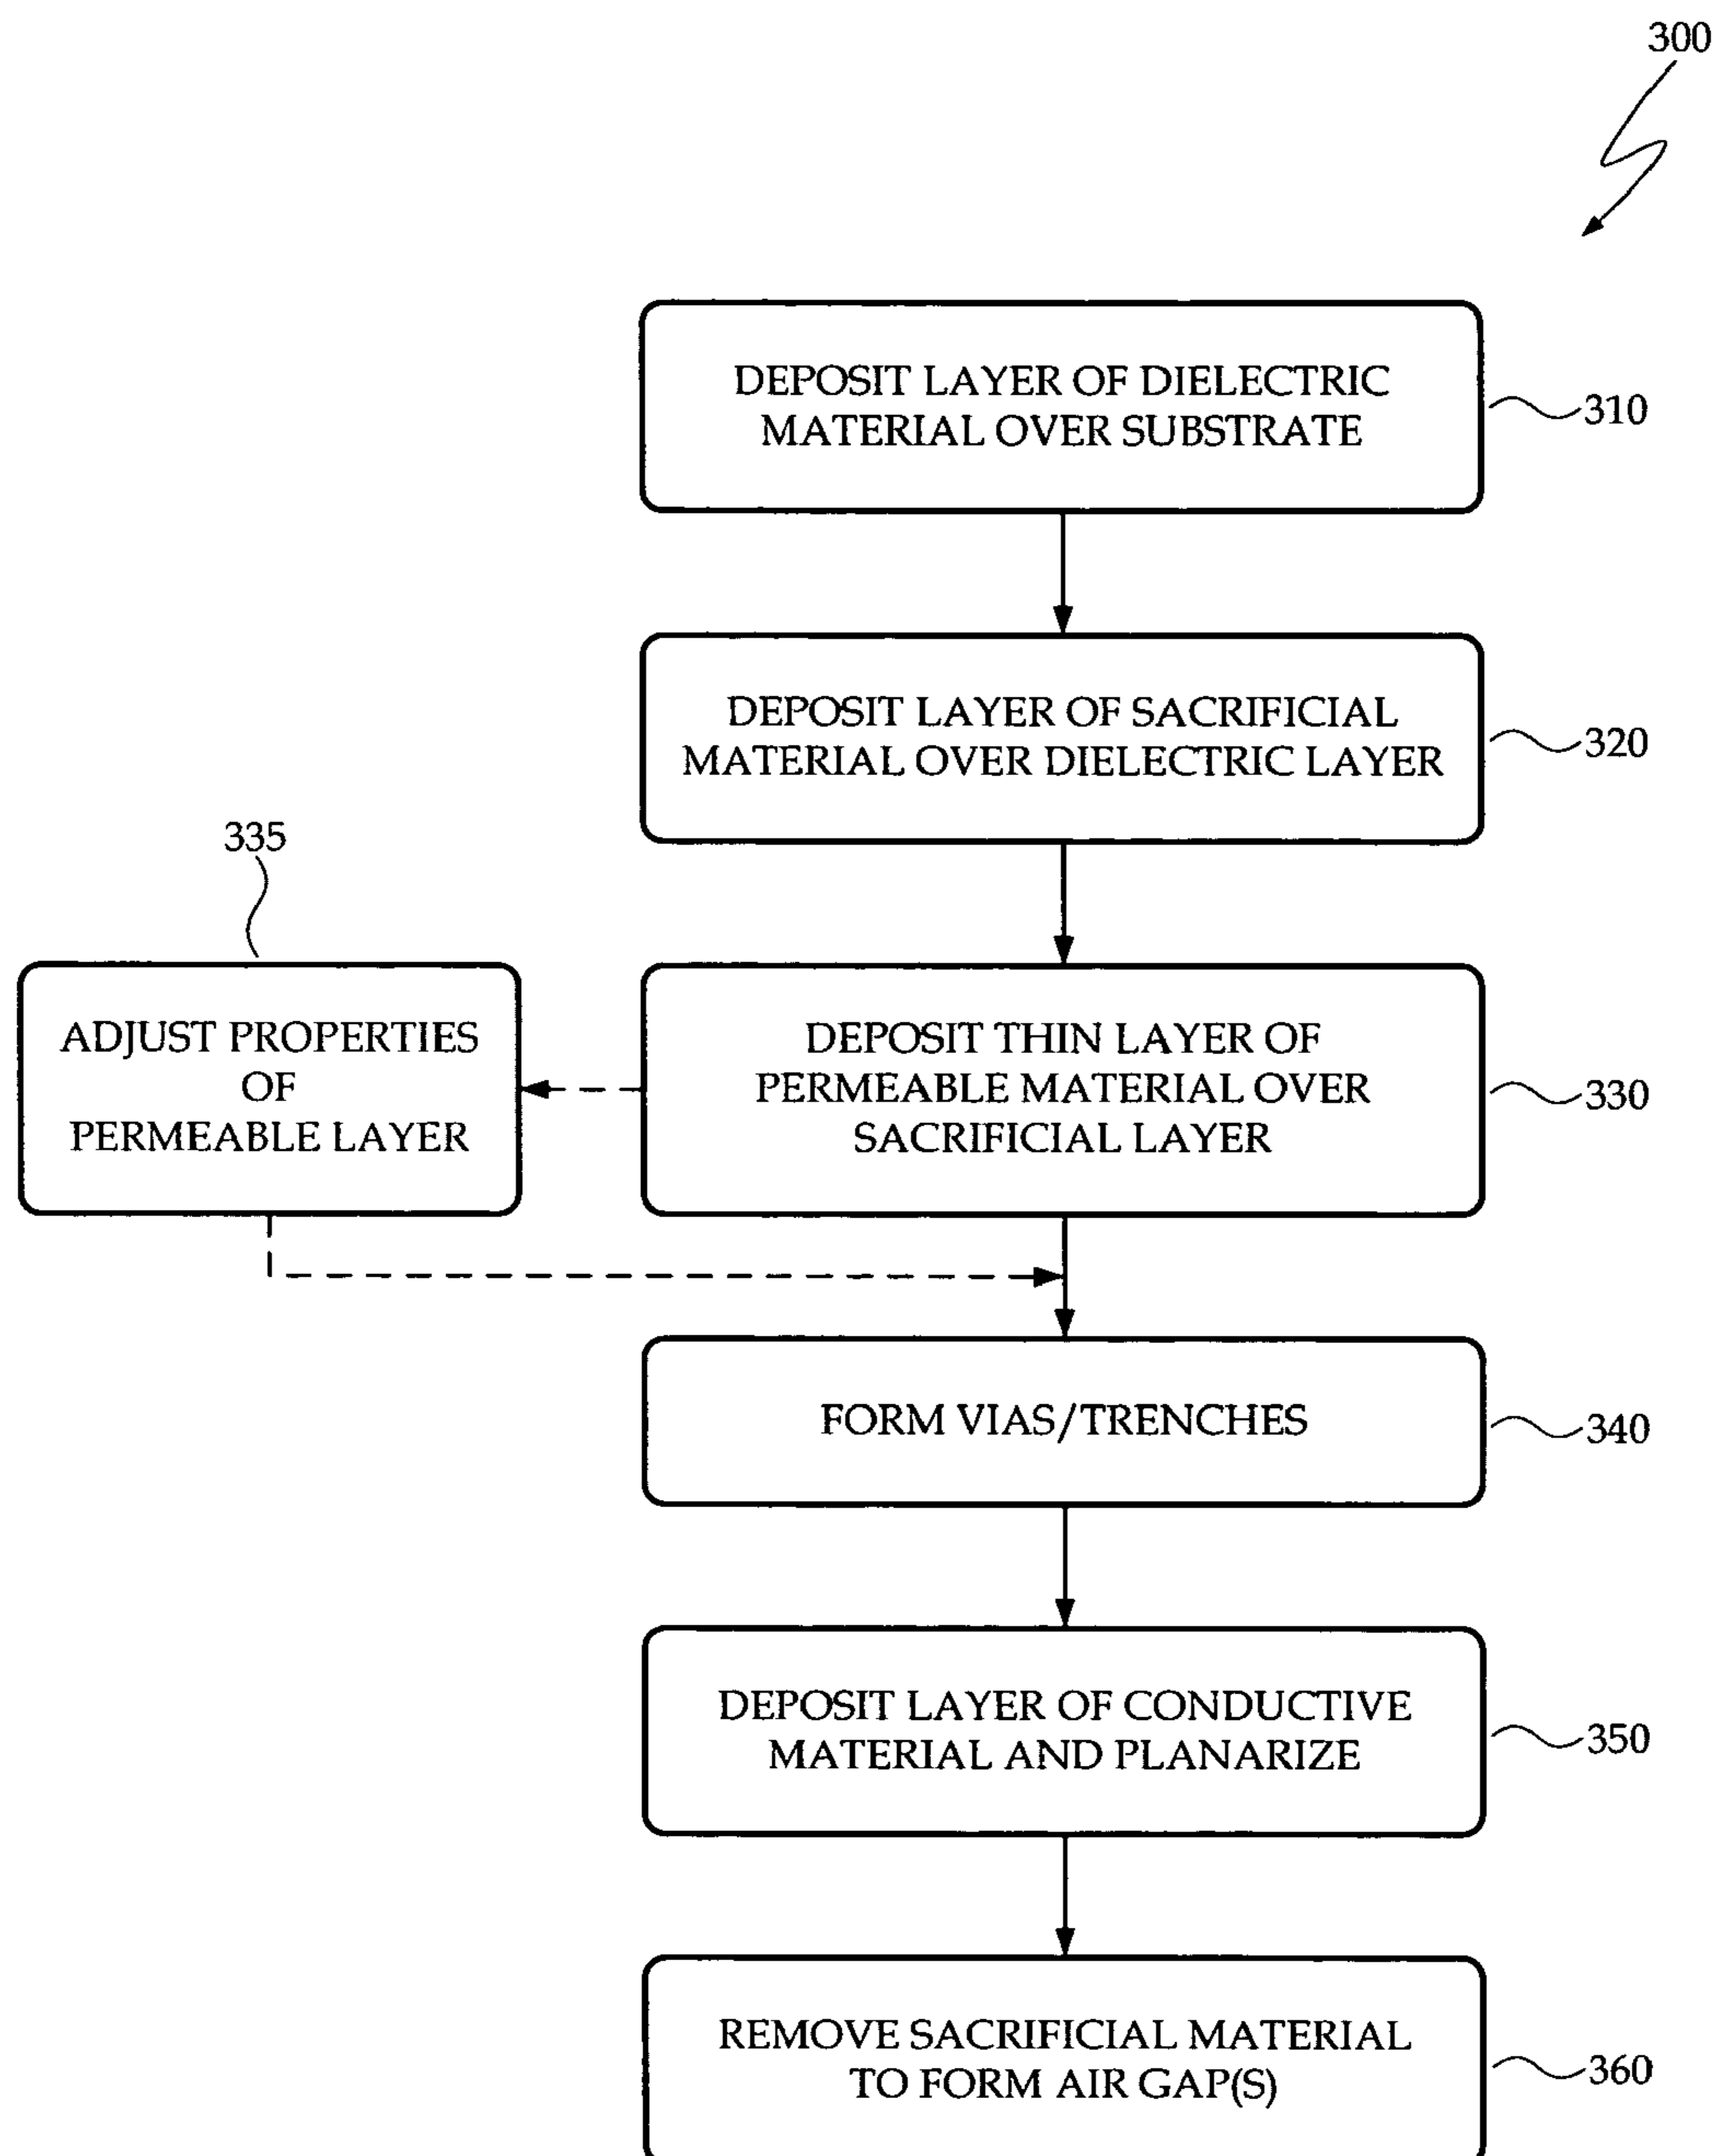 300
DEPOSIT LAYER OF DIELECTRIC
MATERIAL OVER SUBSTRATE
310
DEPOSIT LAYER OF SACRIFICIAL
MATERIAL OVER DIELECTRIC LAYER
320
335
ADJUST PROPERTIES
OF
PERMEABLE LAYER
DEPOSIT THIN LAYER OF
PERMEABLE MATERIAL OVER
SACRIFICIAL LAYER
330
FORM VIAS/TRENCHES
340
DEPOSIT LAYER OF CONDUCTIVE
MATERIAL AND PLANARIZE
350
REMOVE SACRIFICIAL MATERIAL
TO FORM AIR GAP(S)
360